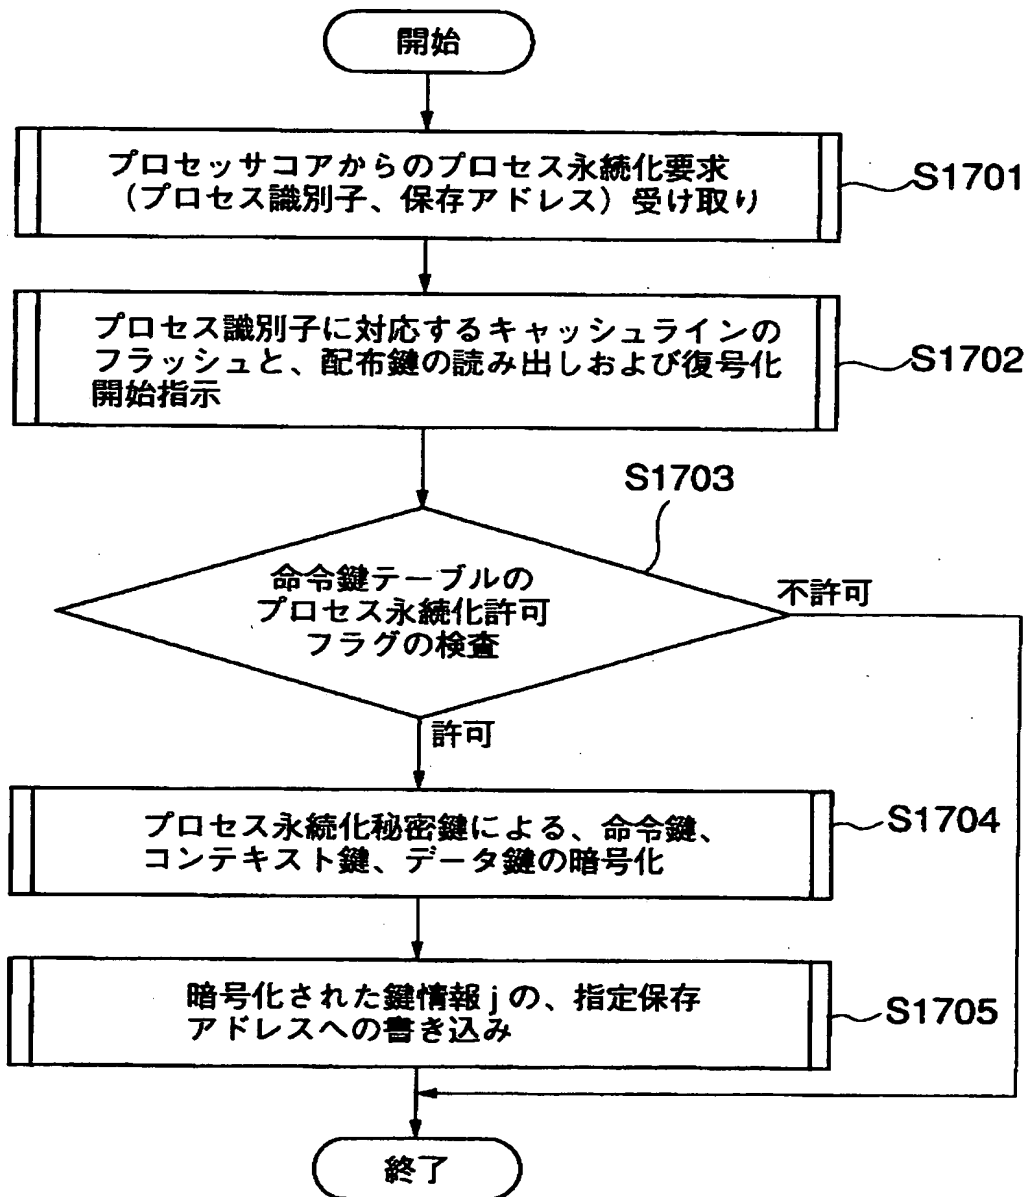 開始
プロセッサコアからのプロセス永続化要求
（プロセス識別子、保存アドレス）受け取り
S1701
プロセス識別子に対応するキャッシュラインの
フラッシュと、配布鍵の読み出しおよび復号化
開始指示
S1702
S1703
命令鍵テーブルの
プロセス永続化許可
フラグの検査
不許可
許可
プロセス永続化秘密鍵による、命令鍵、
コンテキスト鍵、データ鍵の暗号化
S1704
暗号化された鍵情報ｊの、指定保存
アドレスへの書き込み
S1705
終了